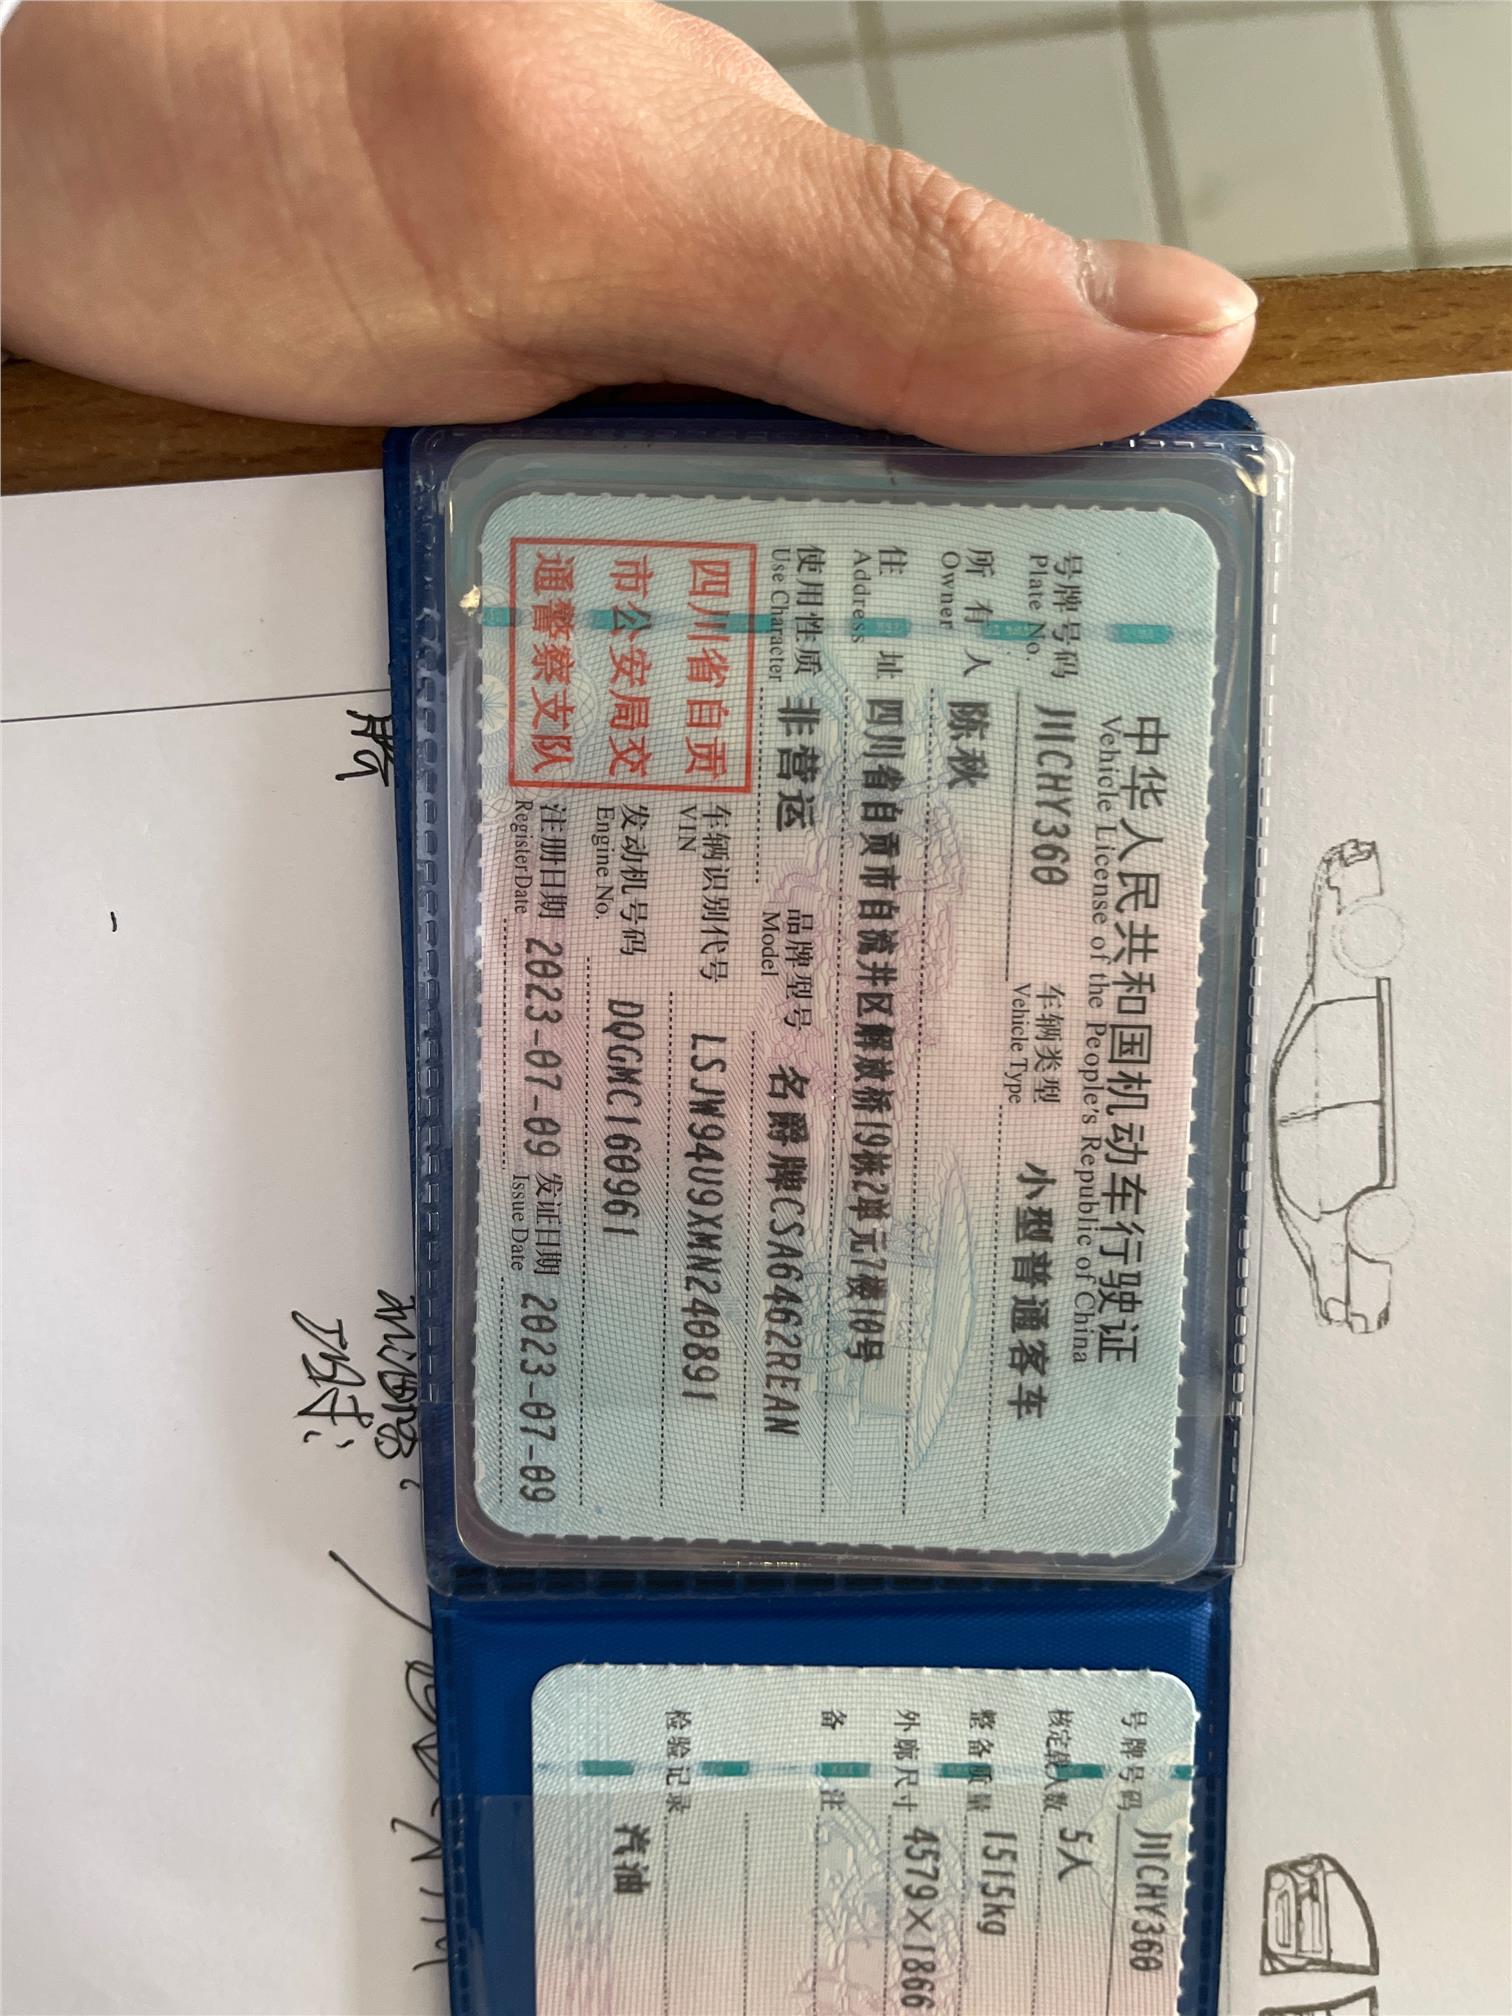 中华人民共和国机动车行驶证
Vehicle License of the People's Republic of China
号牌号码 川CHY360 车辆类型 小型普通客车
Plate No. Vehicle Type
所有人 陈秋
Owner
住址 四川省自贡市自流井区解放桥19栋2单元7楼10号
Address
使用性质 非营运 品牌型号 名爵牌CSA6462REAN
Use Character Model
四川省自贡
市公安局交
通警察支队
车辆识别代号 LSJW94U9XMN240891
VIN
发动机号码 DQGMC160961
Engine No.
注册日期 2023-07-09 发证日期 2023-07-09
Register Date Issue Date
号牌号码 川CHY360
核定载人数 5人
整备质量 1515kg
外廓尺寸 4579×1866
备注
检验记录
汽油